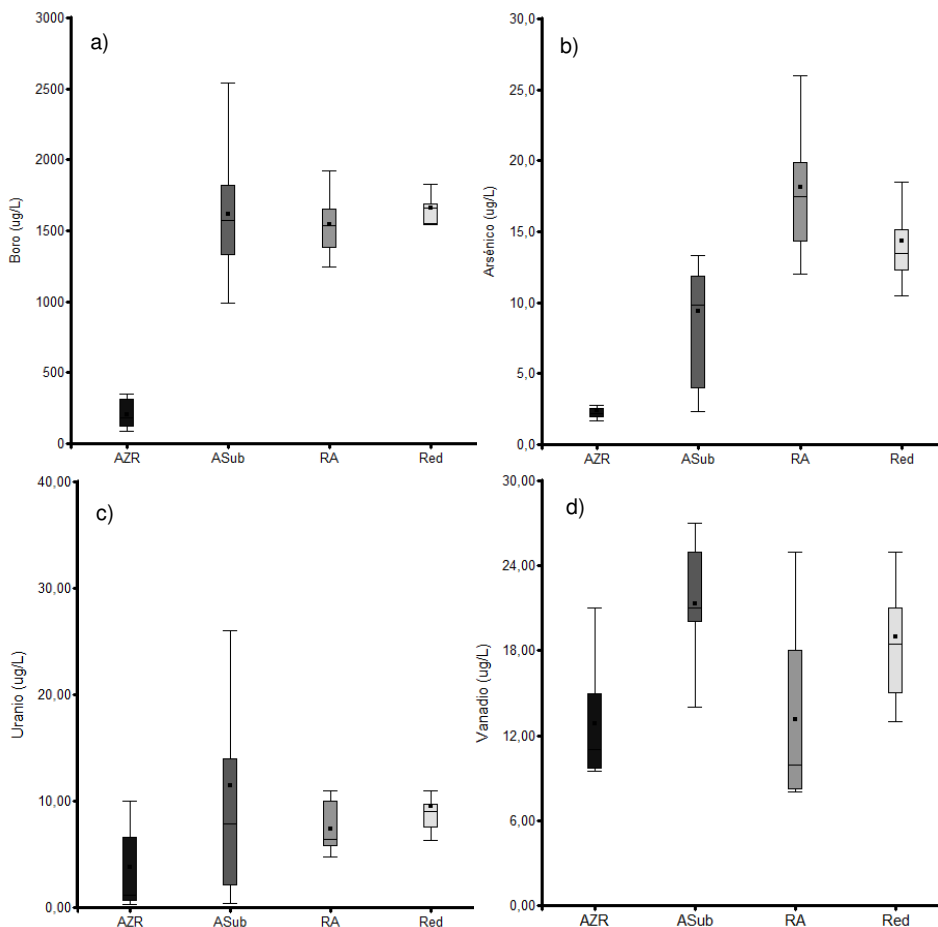 a)
3000
2500
2000
1500
1000
500
0
Boro (ug/L)
AZR ASub RA Red
b)
30,0
25,0
20,0
15,0
10,0
5,0
0,0
Arsénico (ug/L)
AZR ASub RA Red
c)
40,00
30,00
20,00
10,00
0,00
Uranio (ug/L)
AZR ASub RA Red
d)
30,00
24,00
18,00
12,00
6,00
0,00
Vanadio (ug/L)
AZR ASub RA Red